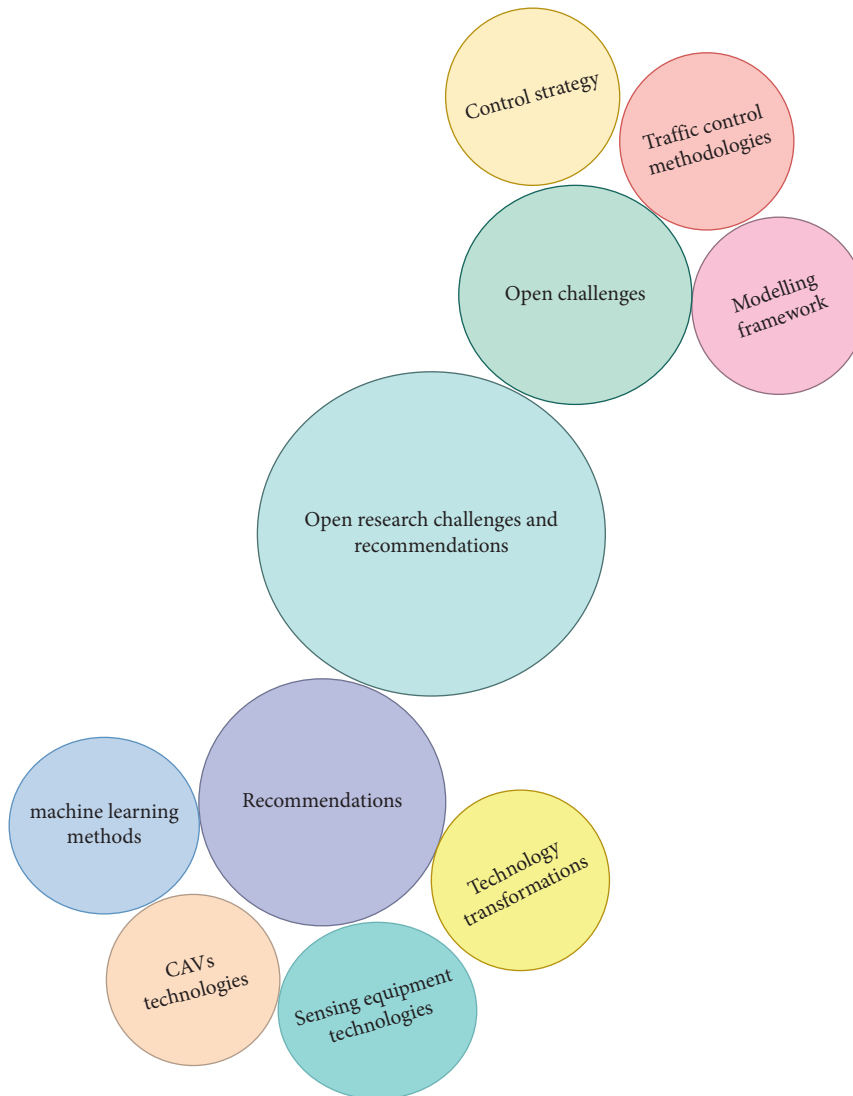 Control strategy
Traffic control
methodologies
Open challenges
Modelling
framework
Open research challenges and
recommendations
Recommendations
machine learning
methods
Technology
transformations
CAVs
technologies
Sensing equipment
technologies